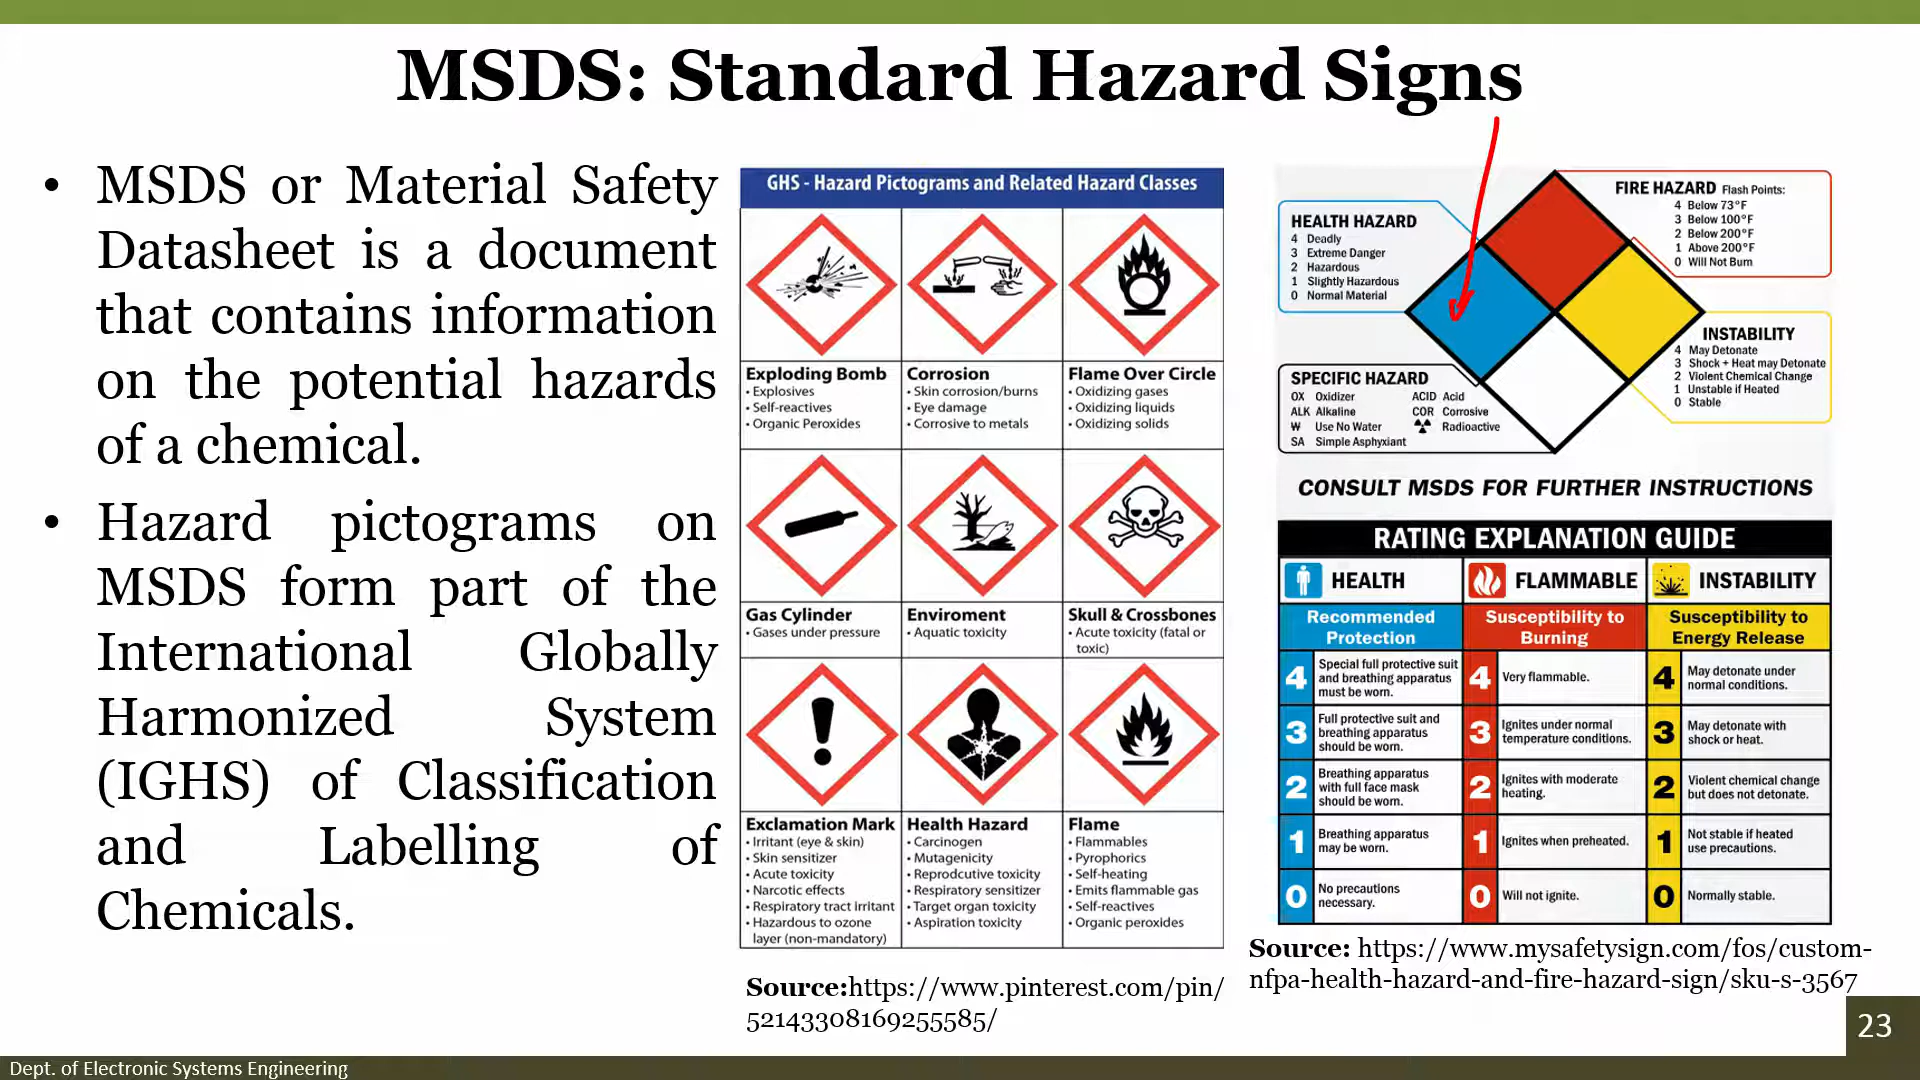 MSDS: Standard Hazard Signs
• MSDS or Material Safety
Datasheet is a document
that contains information
on the potential hazards
of a chemical.
• Hazard pictograms on
MSDS form part of the
International Globally
Harmonized System
(IGHS) of Classification
and Labelling of
Chemicals.
GHS - Hazard Pictograms and Related Hazard Classes
Exploding Bomb
• Explosives
• Self-reactives
• Organic Peroxides
Corrosion
• Skin corrosion/burns
• Eye damage
• Corrosive to metals
Flame Over Circle
• Oxidizing gases
• Oxidizing liquids
• Oxidizing solids
Gas Cylinder
• Gases under pressure
Enviroment
• Aquatic toxicity
Skull & Crossbones
• Acute toxicity (fatal or
toxic)
Exclamation Mark
• Irritant (eye & skin)
• Skin sensitizer
• Acute toxicity
• Narcotic effects
• Respiratory tract irritant
• Hazardous to ozone
layer (non-mandatory)
Health Hazard
• Carcinogen
• Mutagenicity
• Reprodcutive toxicity
• Respiratory sensitizer
• Target organ toxicity
• Aspiration toxicity
Flame
• Flammables
• Pyrophorics
• Self-heating
• Emits flammable gas
• Self-reactives
• Organic peroxides
Source:https://www.pinterest.com/pin/
52143308169255585/
HEALTH HAZARD
4 Deadly
3 Extreme Danger
2 Hazardous
1 Slightly Hazardous
0 Normal Material
FIRE HAZARD Flash Points:
4 Below 73°F
3 Below 100°F
2 Below 200°F
1 Above 200°F
0 Will Not Burn
INSTABILITY
4 May Detonate
3 Shock + Heat may Detonate
2 Violent Chemical Change
1 Unstable if Heated
0 Stable
SPECIFIC HAZARD
OX Oxidizer ACID Acid
ALK Alkaline COR Corrosive
W Use No Water Radioactive
SA Simple Asphyxiant
CONSULT MSDS FOR FURTHER INSTRUCTIONS
RATING EXPLANATION GUIDE
HEALTH FLAMMABLE INSTABILITY
Recommended
Protection
Susceptibility to
Burning
Susceptibility to
Energy Release
4 Special full protective suit
and breathing apparatus
must be worn.
4 Very flammable.
4 May detonate under
normal conditions.
3 Full protective suit and
breathing apparatus
should be worn.
3 Ignites under normal
temperature conditions.
3 May detonate with
shock or heat.
2 Breathing apparatus
with full face mask
should be worn.
2 Ignites with moderate
heating.
2 Violent chemical change
but does not detonate.
1 Breathing apparatus
may be worn.
1 Ignites when preheated.
1 Not stable if heated
use precautions.
0 No precautions
necessary.
0 Will not ignite.
0 Normally stable.
Source: https://www.mysafetysign.com/fos/custom-
nfpa-health-hazard-and-fire-hazard-sign/sku-s-3567
23
Dept. of Electronic Systems Engineering